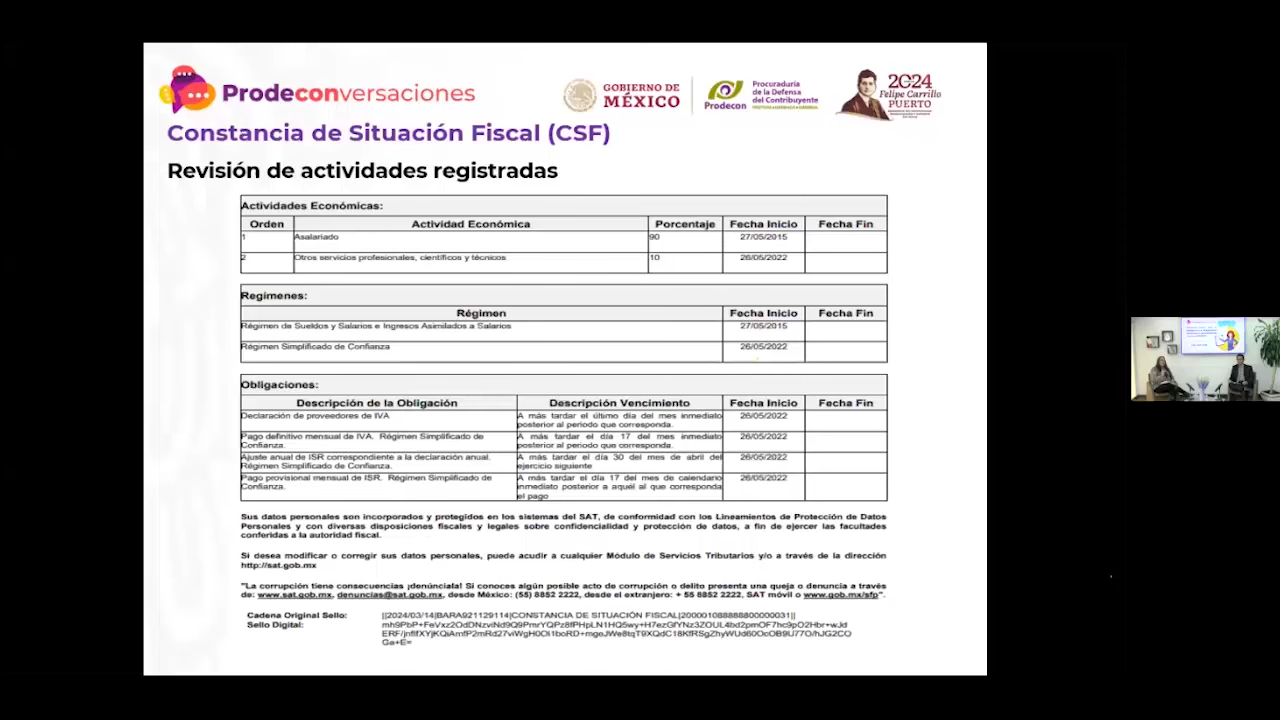 Prodeconversaciones
GOBIERNO DE
MÉXICO
Prodecon
Procuraduría
de la Defensa
del Contribuyente
2024
Felipe Carrillo
PUERTO
Constancia de Situación Fiscal (CSF)
Revisión de actividades registradas
Actividades Económicas:
Orden Actividad Económica Porcentaje Fecha Inicio Fecha Fin
1 Asalariado 90 27/05/2015
2 Otros servicios profesionales, científicos y técnicos 10 26/05/2022
Regímenes:
Régimen Fecha Inicio Fecha Fin
Régimen de Sueldos y Salarios e Ingresos Asimilados a Salarios 27/05/2015
Régimen Simplificado de Confianza 26/05/2022
Obligaciones:
Descripción de la Obligación Descripción Vencimiento Fecha Inicio Fecha Fin
Declaración de proveedores de IVA A más tardar el último día del mes inmediato 26/05/2022
posterior al periodo que corresponda.
Pago definitivo mensual de IVA. Régimen Simplificado de A más tardar el día 17 del mes inmediato 26/05/2022
Confianza. posterior al periodo que corresponda.
Ajuste anual de ISR correspondiente a la declaración anual. A más tardar el día 30 del mes de abril del 26/05/2022
Régimen Simplificado de Confianza. ejercicio siguiente
Pago provisional mensual de ISR. Régimen Simplificado de A más tardar el día 17 del mes de calendario 26/05/2022
Confianza. inmediato posterior a aquél al que corresponda
el pago
Sus datos personales son incorporados y protegidos en los sistemas del SAT, de conformidad con los Lineamientos de Protección de Datos
Personales y con diversas disposiciones fiscales y legales sobre confidencialidad y protección de datos, a fin de ejercer las facultades
conferidas a la autoridad fiscal.
Si desea modificar o corregir sus datos personales, puede acudir a cualquier Módulo de Servicios Tributarios y/o a través de la dirección
http://sat.gob.mx
"La corrupción tiene consecuencias ¡denúnciala! Si conoces algún posible acto de corrupción o delito presenta una queja o denuncia a través
de: www.sat.gob.mx, denuncias@sat.gob.mx, desde México: (55) 8852 2222, desde el extranjero: + 55 8852 2222, SAT móvil o www.gob.mx/sfp".
Cadena Original Sello: ||2024/03/14|BARA921129114|CONSTANCIA DE SITUACIÓN FISCAL|200001088888800000031||
Sello Digital: